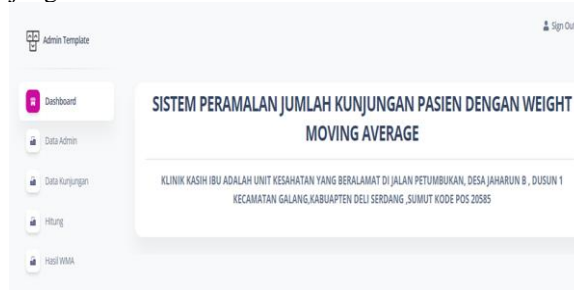 Sign Out
Admin Template
Dashboard
Data Admin
Data Kunjungan
Hitung
Hasil WMA
SISTEM PERAMALAN JUMLAH KUNJUNGAN PASIEN DENGAN WEIGHT
MOVING AVERAGE
KLINIK KASIH IBU ADALAH UNIT KESAHATAN YANG BERALAMAT DI JALAN PETUMBUKAN, DESA JAHARUN B , DUSUN 1
KECAMATAN GALANG,KABUAPTEN DELI SERDANG ,SUMUT KODE POS 20585